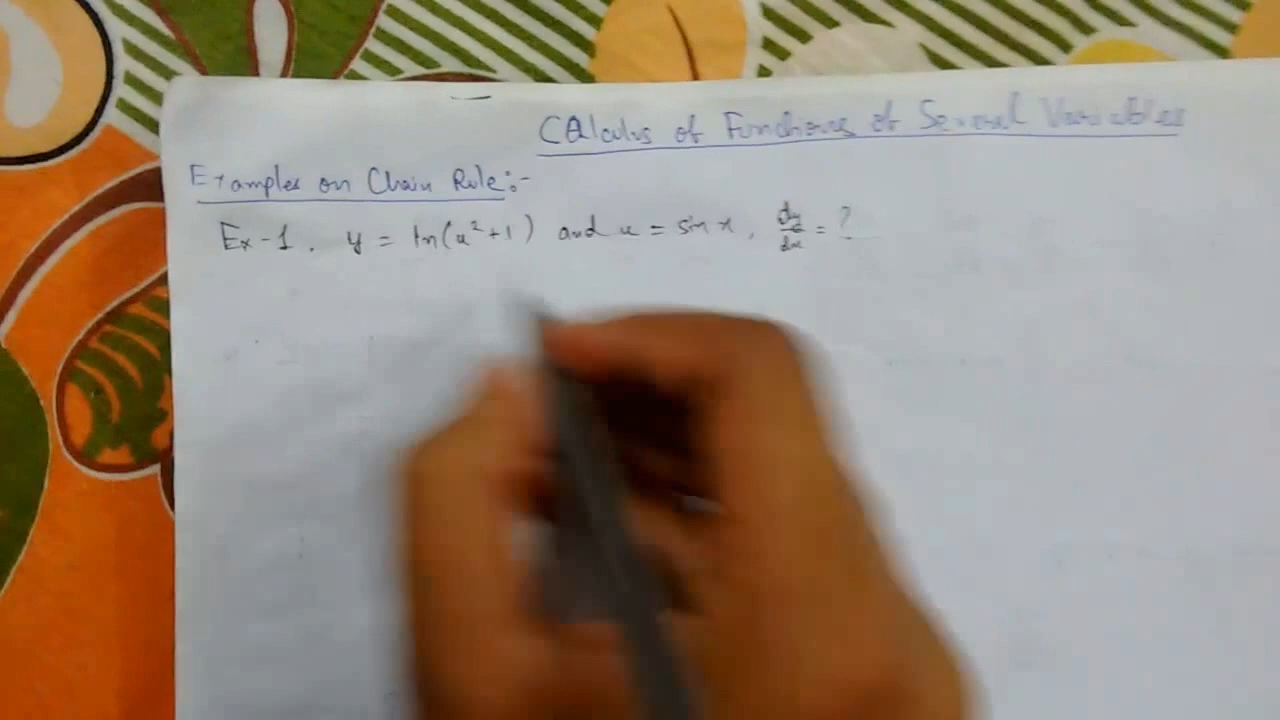 Calculus of Functions of Several Variables
Examples on Chain Rule:-
Ex-1. y = ln(u²+1) and u = sin x, dy/dx = ?